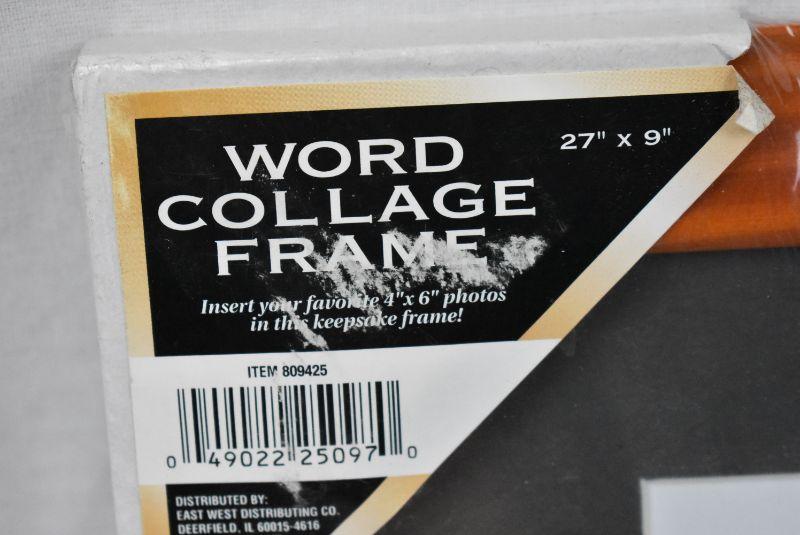 WORD
COLLAGE
FRAME
27" x 9"
Insert your favorite 4"x 6" photos
in this keepsake frame!
ITEM 809425
0 49022 25097 0
DISTRIBUTED BY:
EAST WEST DISTRIBUTING CO.
DEERFIELD, IL 60015-4616